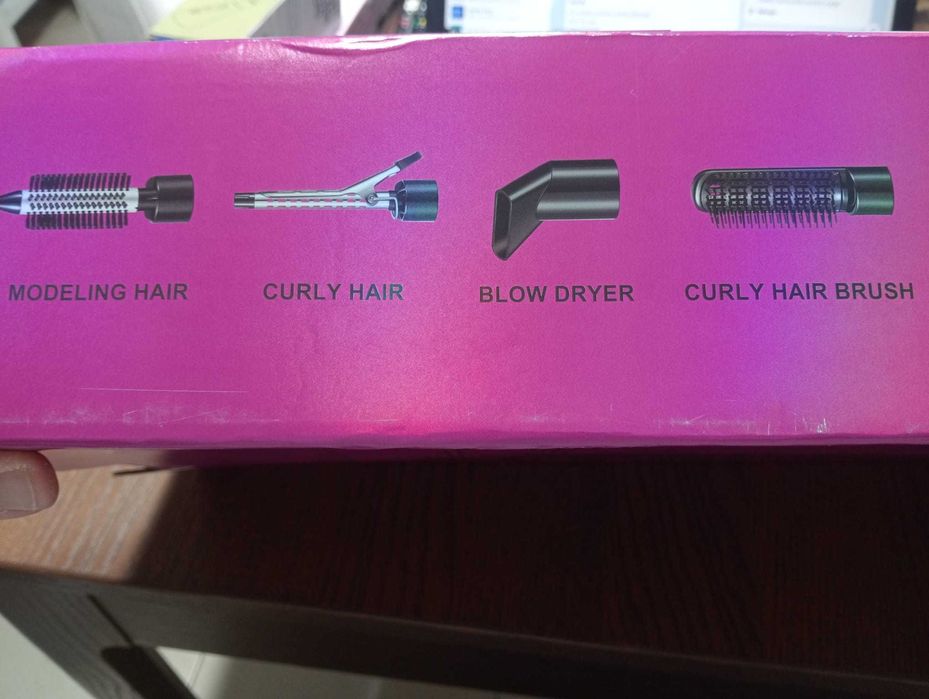 MODELING HAIR
CURLY HAIR
BLOW DRYER
CURLY HAIR BRUSH